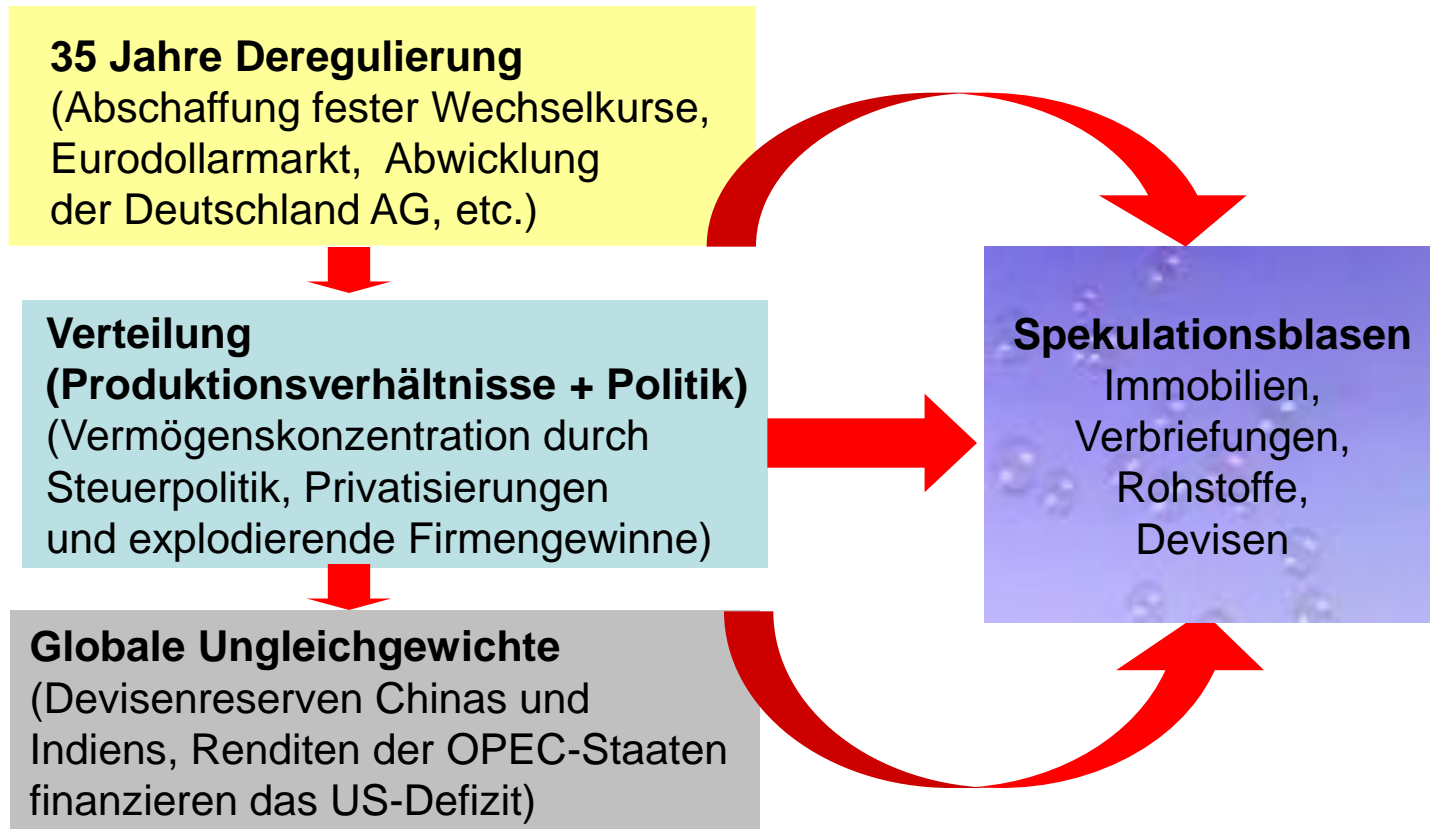 35 Jahre Deregulierung
(Abschaffung fester Wechselkurse,
Eurodollarmarkt, Abwicklung
der Deutschland AG, etc.)
Verteilung
(Produktionsverhältnisse + Politik)
(Vermögenskonzentration durch
Steuerpolitik, Privatisierungen
und explodierende Firmengewinne)
Globale Ungleichgewichte
(Devisenreserven Chinas und
Indiens, Renditen der OPEC-Staaten
finanzieren das US-Defizit)
Spekulationsblasen
Immobilien,
Verbriefungen,
Rohstoffe,
Devisen